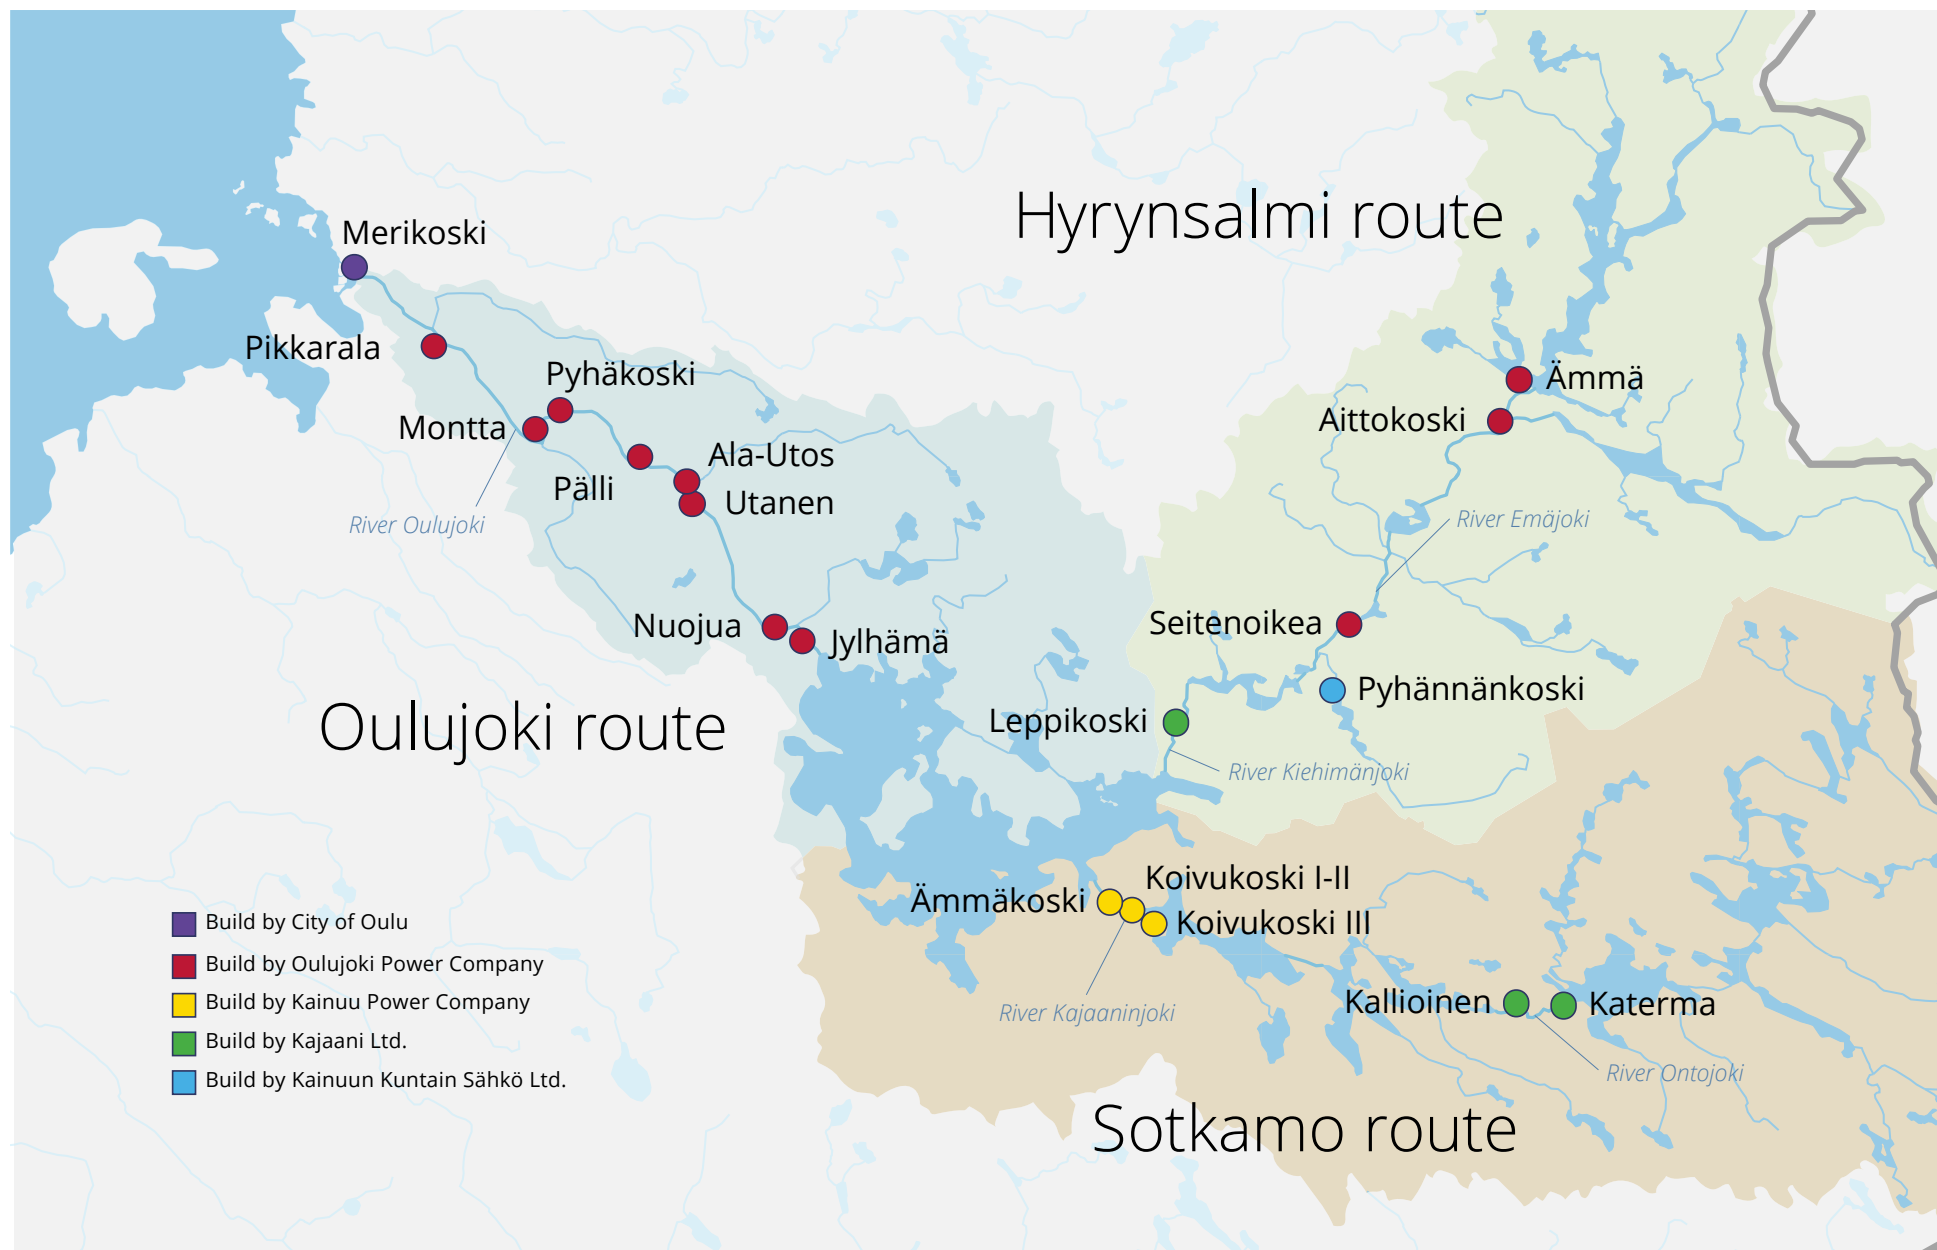 Hyrynsalmi route
Merikoski
Pikkarala
Pyhäkoski
Montta
Ala-Utos
Pälli
Utanen
River Oulujoki
Nuojua
Jylhämä
Ämmä
Aittokoski
River Emäjoki
Seitenoikea
Pyhännänkoski
Leppikoski
River Kiehimänjoki
Oulujoki route
Koivukoski I-II
Ämmäkoski
Koivukoski III
River Kajaaninjoki
Kallioinen
Katerma
River Ontojoki
Sotkamo route
Build by City of Oulu
Build by Oulujoki Power Company
Build by Kainuu Power Company
Build by Kajaani Ltd.
Build by Kainuun Kuntain Sähkö Ltd.